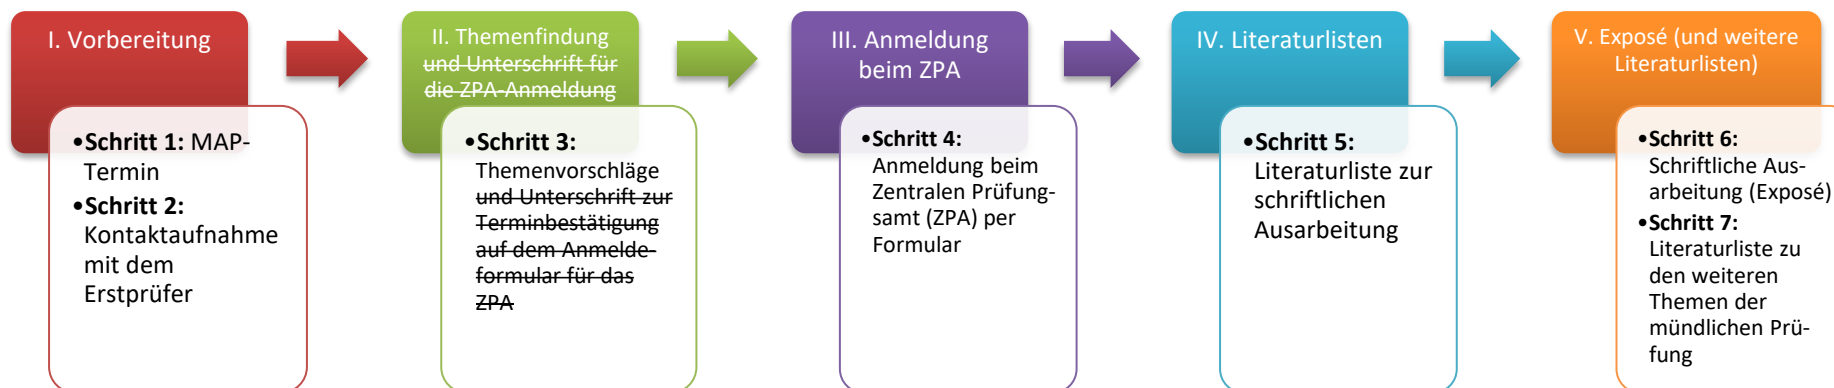 I. Vorbereitung
•Schritt 1: MAP-
Termin
•Schritt 2:
Kontaktaufnahme
mit dem
Erstprüfer
II. Themenfindung
und Unterschrift für
die ZPA-Anmeldung
•Schritt 3:
Themenvorschläge
und Unterschrift zur
Terminbestätigung
auf dem Anmelde-
formular für das
ZPA
III. Anmeldung
beim ZPA
•Schritt 4:
Anmeldung beim
Zentralen Prüfung-
samt (ZPA) per
Formular
IV. Literaturlisten
•Schritt 5:
Literaturliste zur
schriftlichen
Ausarbeitung
V. Exposé (und weitere
Literaturlisten)
•Schritt 6:
Schriftliche Aus-
arbeitung (Exposé)
•Schritt 7:
Literaturliste zu
den weiteren
Themen der
mündlichen Prü-
fung